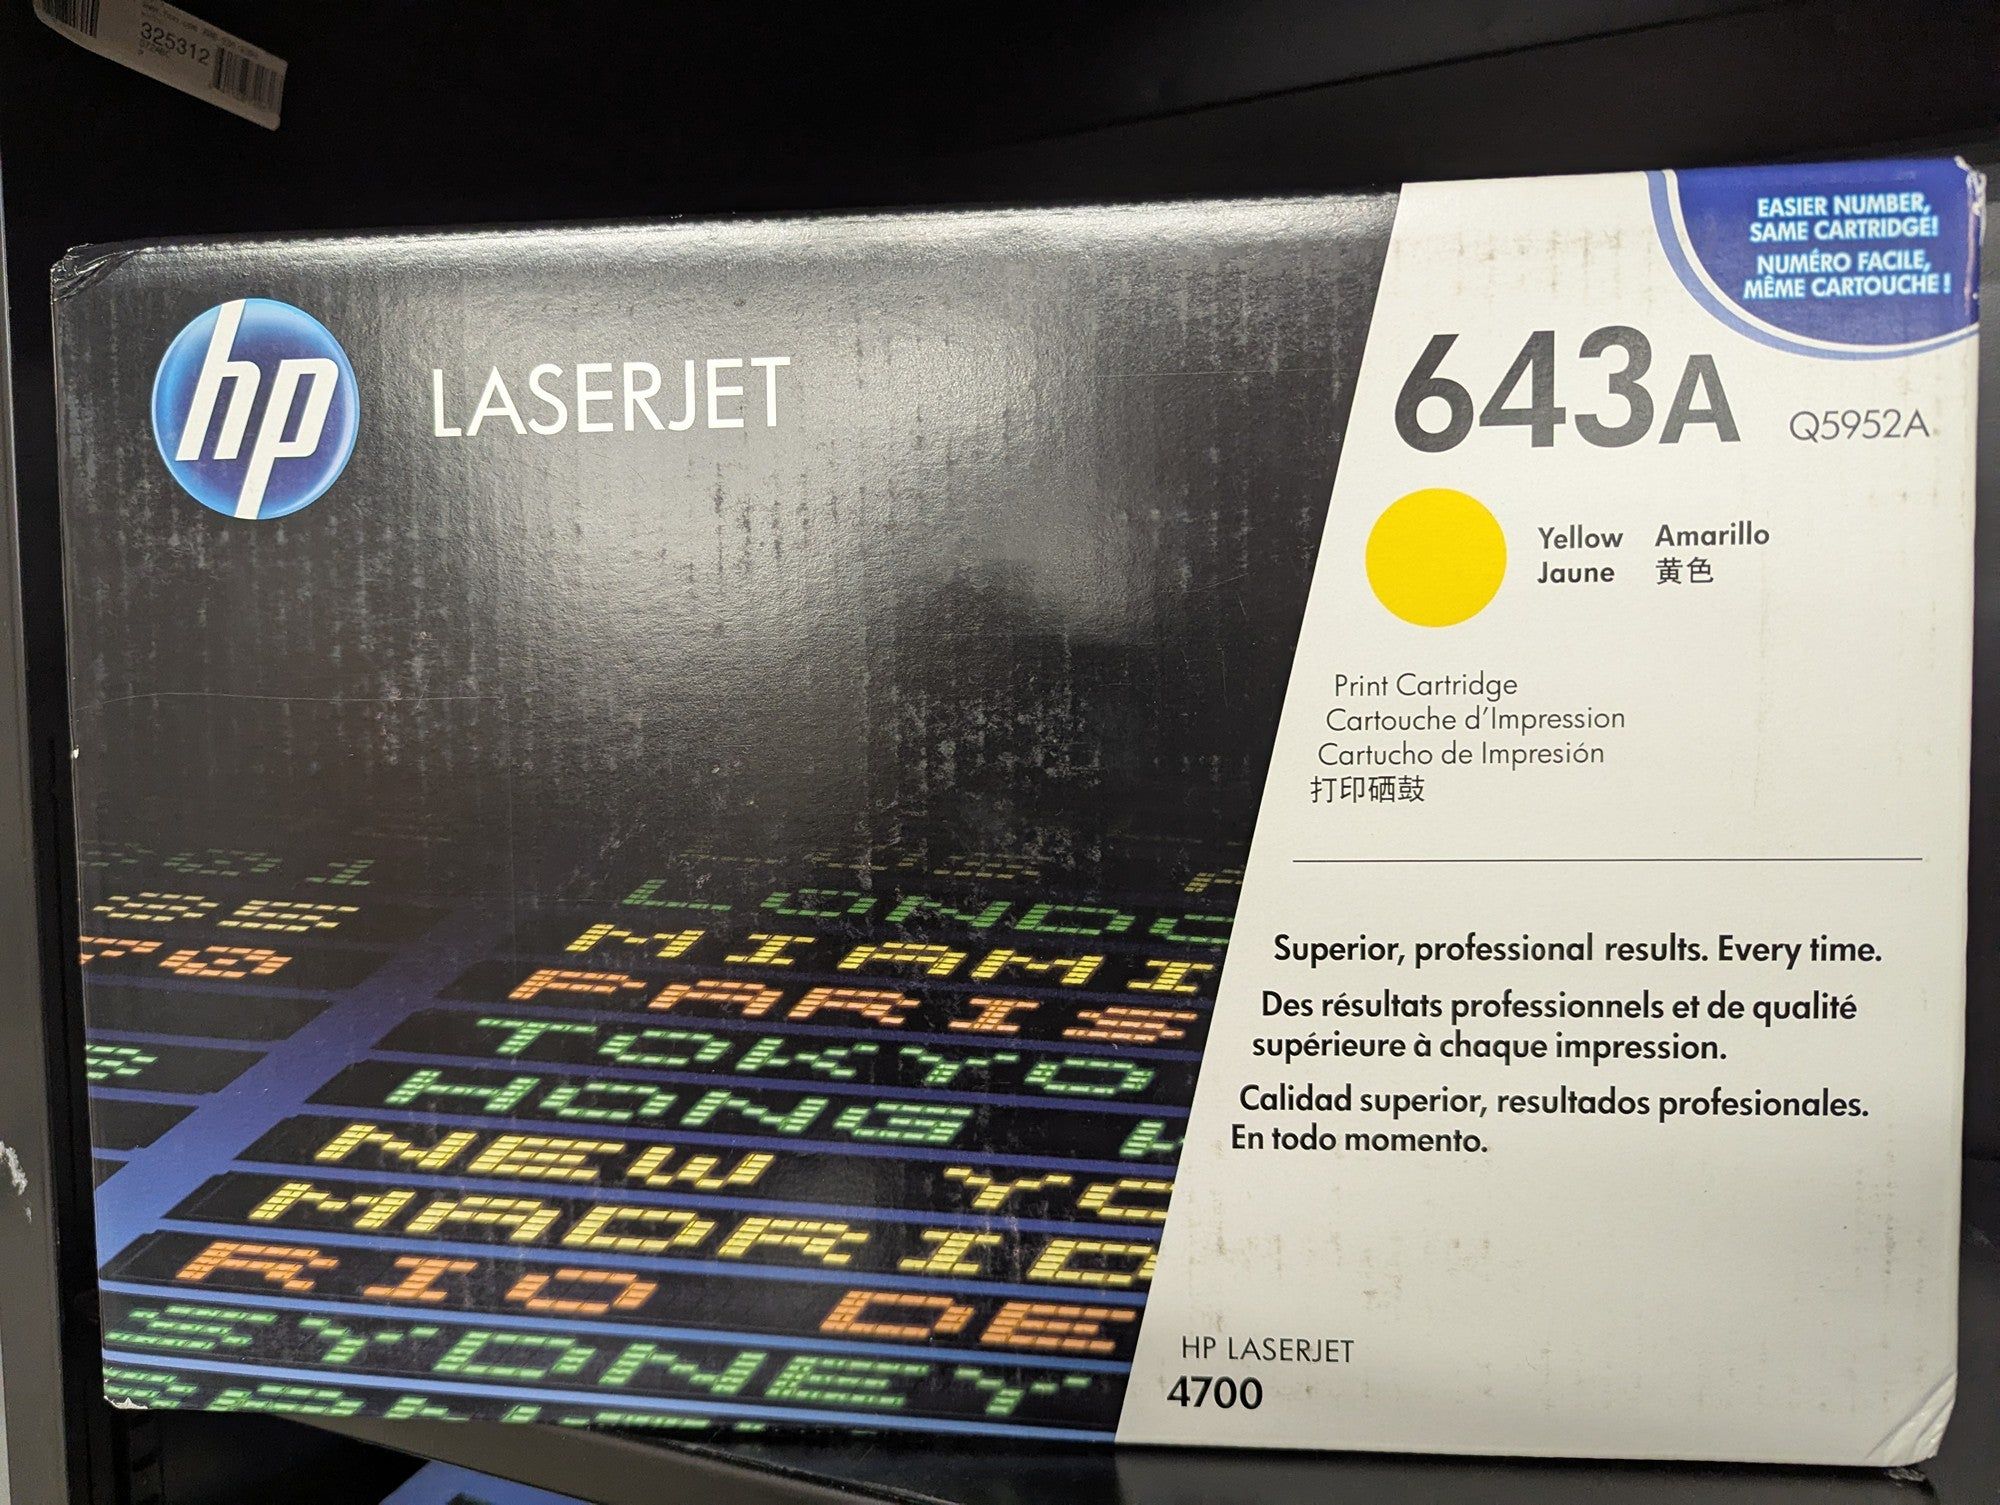 325312
hp
LASERJET
EASIER NUMBER,
SAME CARTRIDGE!
NUMÉRO FACILE,
MÊME CARTOUCHE !
643A Q5952A
Yellow Amarillo
Jaune 黄色
Print Cartridge
Cartouche d'Impression
Cartucho de Impresión
打印硒鼓
Superior, professional results. Every time.
Des résultats professionnels et de qualité
supérieure à chaque impression.
Calidad superior, resultados profesionales.
En todo momento.
HP LASERJET
4700
LONDO
MIAMI
PARIS
TOKYO
HONG K
NEW YO
MADRID
RIO DE
SYDNEY